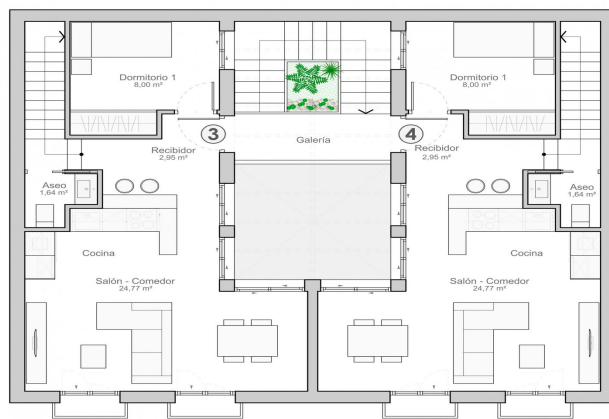 Dormitorio 1
8,00 m²
Dormitorio 1
8,00 m²
3
Galería
4
Recibidor
2,95 m²
Recibidor
2,95 m²
Aseo
1,64 m²
Aseo
1,64 m²
Cocina
Cocina
Salón - Comedor
24,77 m²
Salón - Comedor
24,77 m²